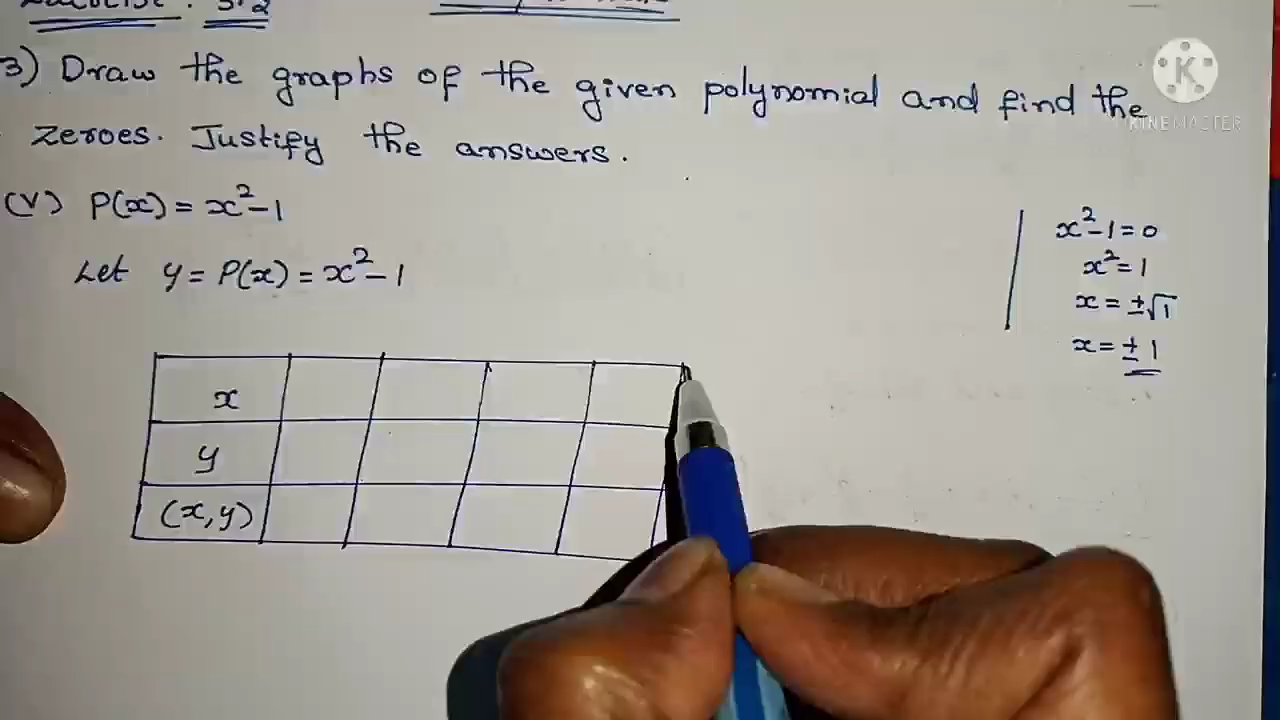 3) Draw the graphs of the given polynomial and find the
zeroes. Justify the answers.
(V) P(x) = x²-1
Let y = P(x) = x²-1
x²-1=0
x²=1
x = ±√1
x = ±1
x
y
(x,y)
K
KINEMASTER